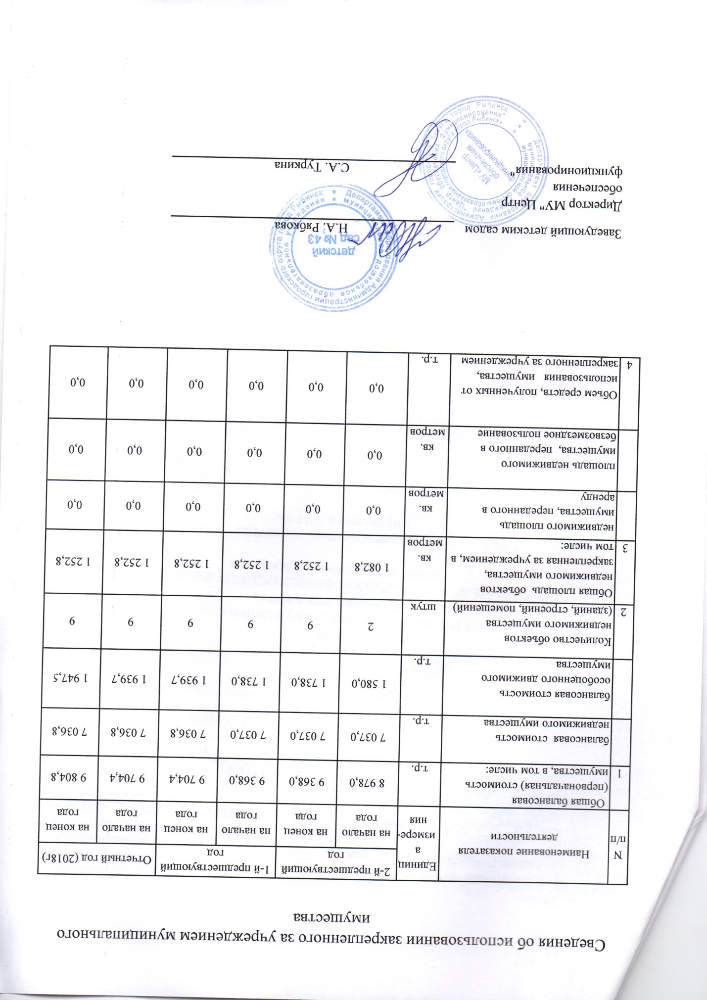 Сведения об использовании закрепленного за учреждением муниципального
имущества
N п/п
Наименование показателя деятельности
Единица измерения
2-й предшествующий год
1-й предшествующий год
Отчетный год (2018г)
на начало года
на конец года
на начало года
на конец года
на начало года
на конец года
1
Общая балансовая
(первоначальная) стоимость
имущества, в том числе:
т.р.
8 978,0
9 368,0
9 368,0
9 704,4
9 704,4
9 804,8
балансовая стоимость
недвижимого имущества
т.р.
7 037,0
7 037,0
7 037,0
7 036,8
7 036,8
7 036,8
балансовая стоимость
особоценного движимого
имущества
т.р.
1 580,0
1 738,0
1 738,0
1 939,7
1 939,7
1 947,5
2
Количество объектов
недвижимого имущества
(зданий, строений, помещений)
штук
2
9
9
9
9
9
3
Общая площадь объектов
недвижимого имущества,
закрепленная за учреждением, в
том числе:
кв.
метров
1 082,8
1 252,8
1 252,8
1 252,8
1 252,8
1 252,8
недвижимого площадь
имущества, переданного в
аренду
кв.
метров
0,0
0,0
0,0
0,0
0,0
0,0
площадь недвижимого
имущества, переданного в
безвозмездное пользование
кв.
метров
0,0
0,0
0,0
0,0
0,0
0,0
4
Объем средств, полученных от
использования имущества,
закрепленного за учреждением
т.р.
0,0
0,0
0,0
0,0
0,0
0,0
Заведующий детским садом
Н.А. Рябкова
детский
сад № 43
Директор МУ" Центр
обеспечения
функционирования"
С.А. Туркина
МУ «Центр
обеспечения
функционирования»